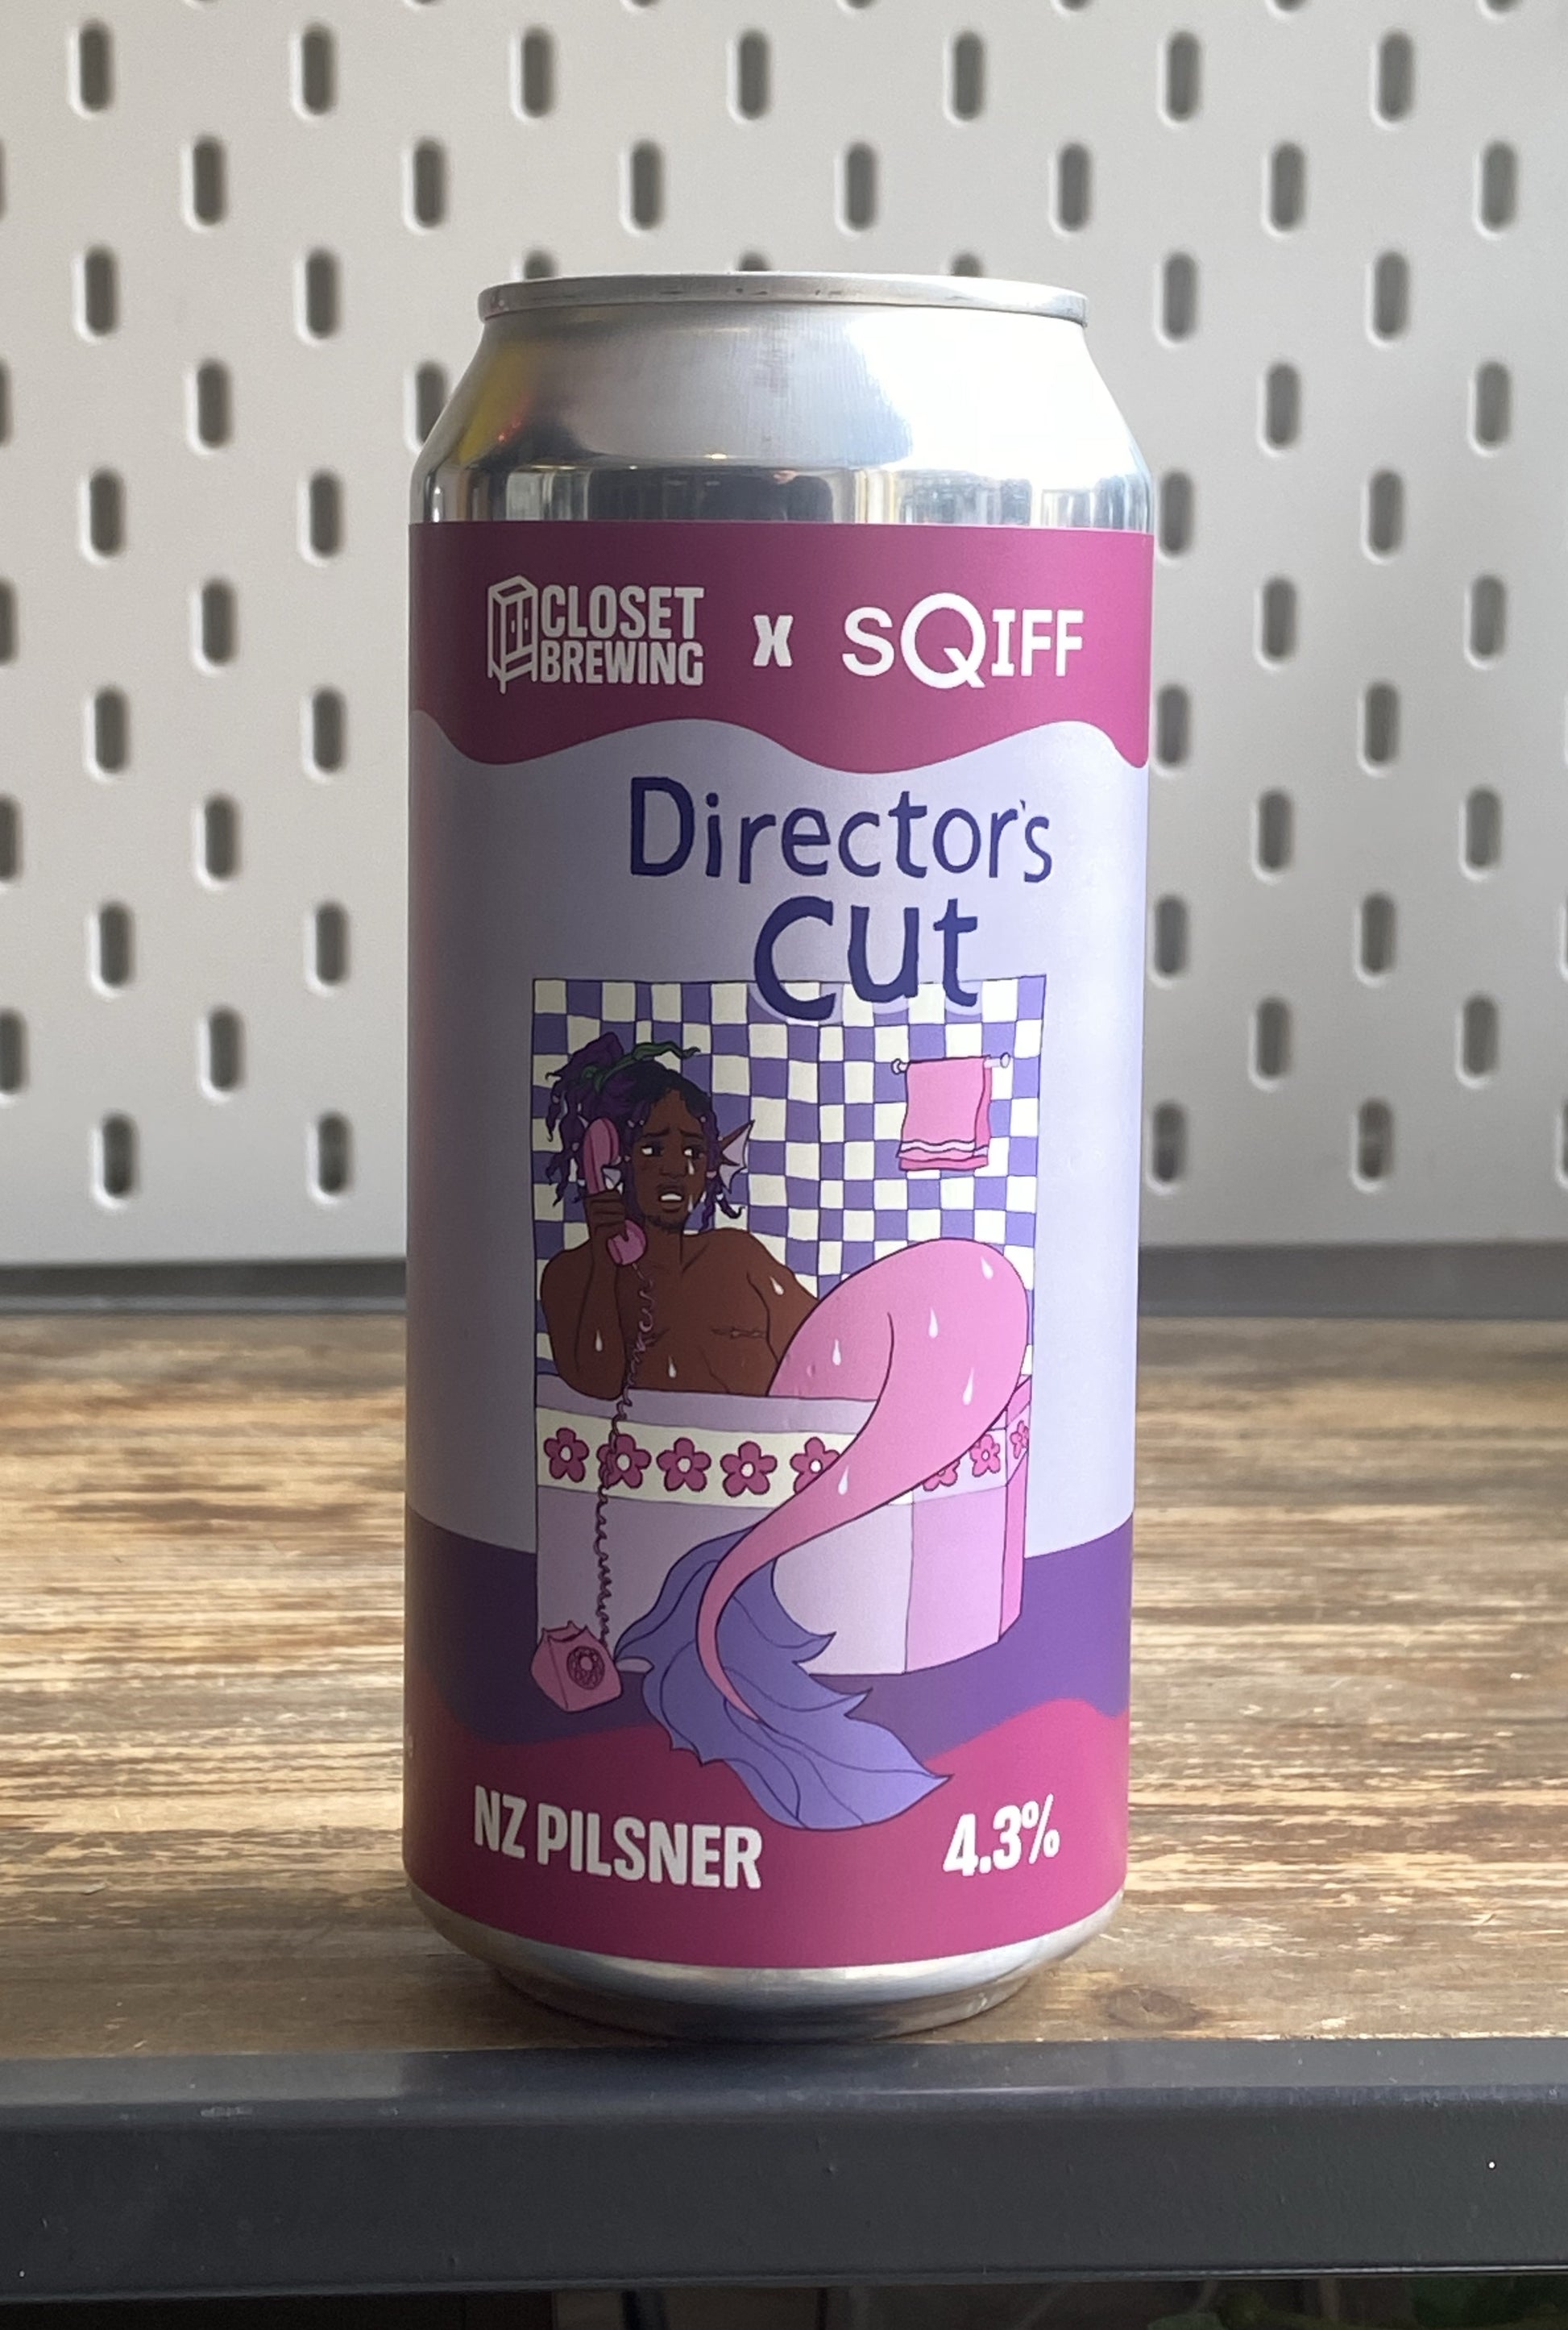 CLOSET
BREWING
X
SQIFF
Director's
Cut
NZ PILSNER
4.3%